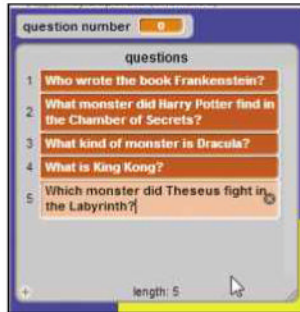 question number 0
questions
1 Who wrote the book Frankenstein?
2 What monster did Harry Potter find in
the Chamber of Secrets?
3 What kind of monster is Dracula?
4 What is King Kong?
5 Which monster did Theseus fight in
the Labyrinth?
+ length: 5